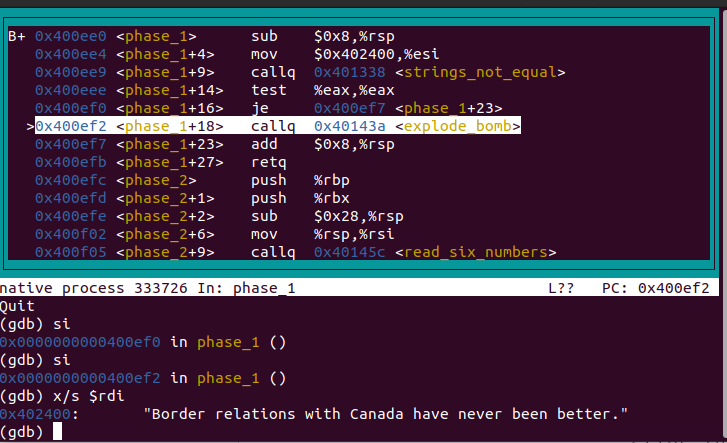 B+ 0x400ee0 <phase_1> sub $0x8,%rsp
0x400ee4 <phase_1+4> mov $0x402400,%esi
0x400ee9 <phase_1+9> callq 0x401338 <strings_not_equal>
0x400eee <phase_1+14> test %eax,%eax
0x400ef0 <phase_1+16> je 0x400ef7 <phase_1+23>
>0x400ef2 <phase_1+18> callq 0x40143a <explode_bomb>
0x400ef7 <phase_1+23> add $0x8,%rsp
0x400efb <phase_1+27> retq
0x400efc <phase_2> push %rbp
0x400efd <phase_2+1> push %rbx
0x400efe <phase_2+2> sub $0x28,%rsp
0x400f02 <phase_2+6> mov %rsp,%rsi
0x400f05 <phase_2+9> callq 0x40145c <read_six_numbers>
native process 333726 In: phase_1 L?? PC: 0x400ef2
Quit
(gdb) si
0x0000000000400ef0 in phase_1 ()
(gdb) si
0x0000000000400ef2 in phase_1 ()
(gdb) x/s $rdi
0x402400: "Border relations with Canada have never been better."
(gdb)